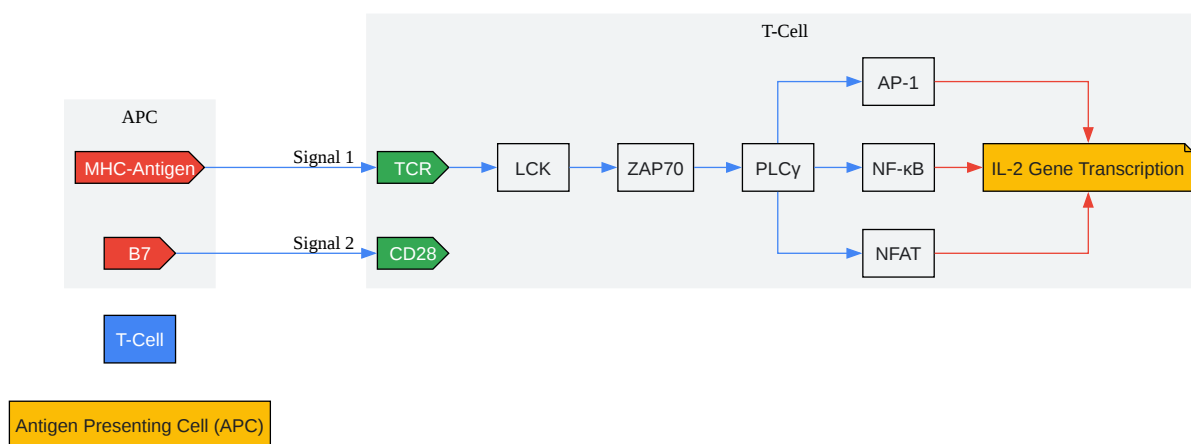 T-Cell
APC
MHC-Antigen
Signal 1
TCR
LCK
ZAP70
PLCγ
AP-1
NF-κB
IL-2 Gene Transcription
B7
Signal 2
CD28
NFAT
T-Cell
Antigen Presenting Cell (APC)